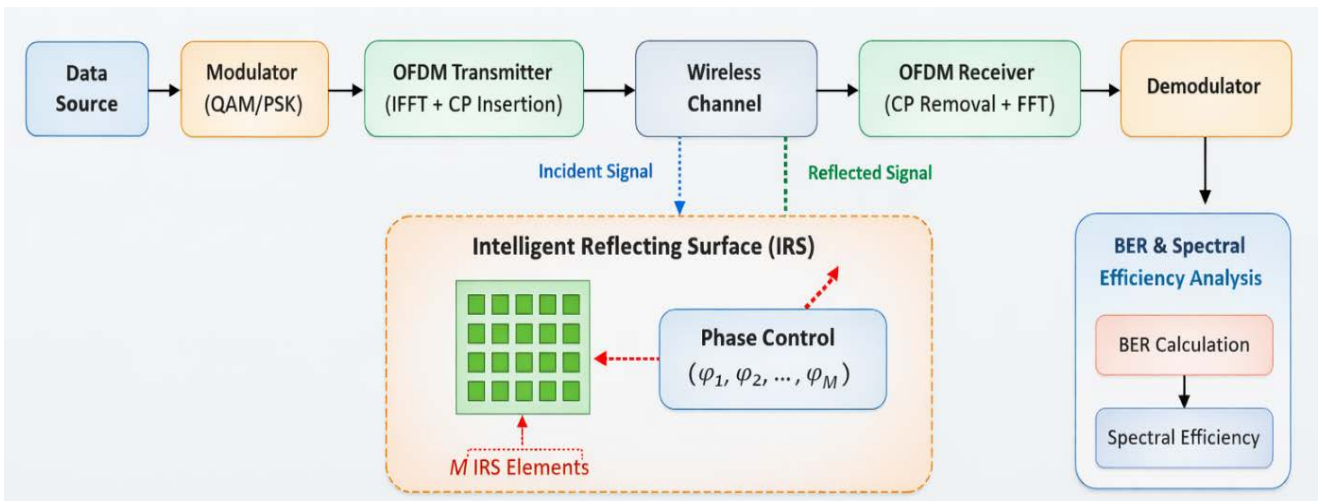 Data
Source
Modulator
(QAM/PSK)
OFDM Transmitter
(IFFT + CP Insertion)
Wireless
Channel
OFDM Receiver
(CP Removal + FFT)
Demodulator
Incident Signal
Reflected Signal
Intelligent Reflecting Surface (IRS)
Phase Control
(φ₁, φ₂, ... , φ_M)
M IRS Elements
BER & Spectral
Efficiency Analysis
BER Calculation
Spectral Efficiency